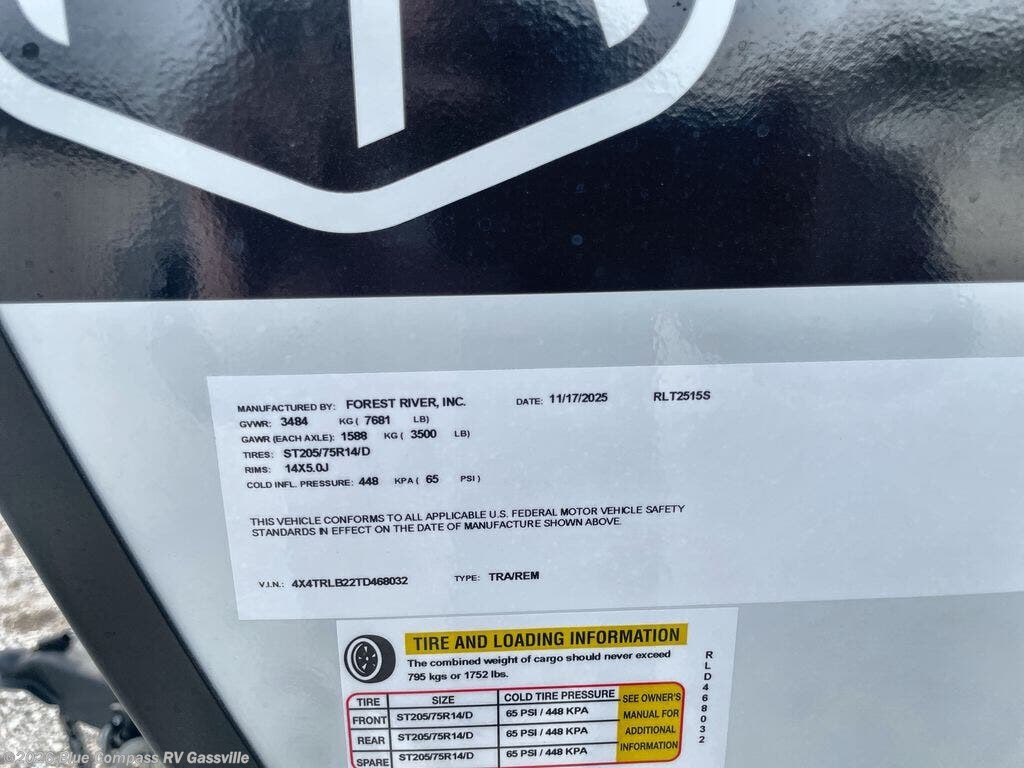 MANUFACTURED BY: FOREST RIVER, INC. DATE: 11/17/2025 RLT2515S
GVWR: 3484 KG ( 7681 LB)
GAWR (EACH AXLE): 1588 KG ( 3500 LB)
TIRES: ST205/75R14/D
RIMS: 14X5.0J
COLD INFL. PRESSURE: 448 KPA ( 65 PSI )
THIS VEHICLE CONFORMS TO ALL APPLICABLE U.S. FEDERAL MOTOR VEHICLE SAFETY
STANDARDS IN EFFECT ON THE DATE OF MANUFACTURE SHOWN ABOVE.
V.I.N.: 4X4TRLB22TD468032 TYPE: TRA/REM
TIRE AND LOADING INFORMATION
The combined weight of cargo should never exceed
795 kgs or 1752 lbs.
TIRE SIZE COLD TIRE PRESSURE SEE OWNER'S
FRONT ST205/75R14/D 65 PSI / 448 KPA MANUAL FOR
REAR ST205/75R14/D 65 PSI / 448 KPA ADDITIONAL
SPARE ST205/75R14/D 65 PSI / 448 KPA INFORMATION
RLD468032
Blue Compass RV Gassville